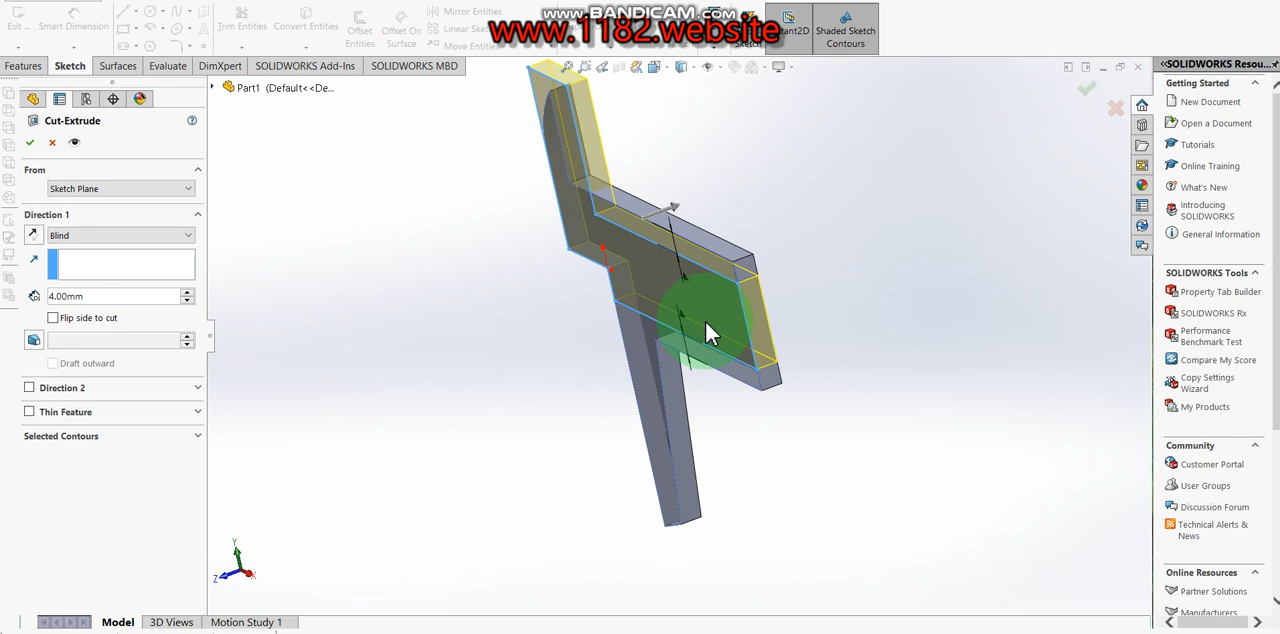 www.BANDICAM.com
www.1182.website
Smart Dimension
Trim Entities
Convert Entities
Offset Entities
Offset On Surface
Mirror Entities
Move Entities
Shaded Sketch Contours
Features
Sketch
Surfaces
Evaluate
DimXpert
SOLIDWORKS Add-Ins
SOLIDWORKS MBD
Part1 (Default<<De...
Cut-Extrude
From
Sketch Plane
Direction 1
Blind
4.00mm
Flip side to cut
Draft outward
Direction 2
Thin Feature
Selected Contours
Y
Z
X
Model
3D Views
Motion Study 1
SOLIDWORKS Resou...
Getting Started
New Document
Open a Document
Tutorials
Online Training
What's New
Introducing SOLIDWORKS
General Information
SOLIDWORKS Tools
Property Tab Builder
SOLIDWORKS Rx
Performance Benchmark Test
Compare My Score
Copy Settings Wizard
My Products
Community
Customer Portal
User Groups
Discussion Forum
Technical Alerts & News
Online Resources
Partner Solutions
Manufacturers